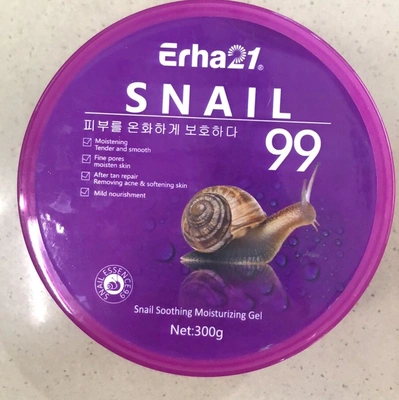 Erha21®
SNAIL
피부를 온화하게 보호하다
99
Moistening
Tender and smooth
Fine pores
moisten skin
After tan repair
Removing acne & softening skin
Mild nourishment
SNAIL ESSENCE99
Snail Soothing Moisturizing Gel
Net:300g